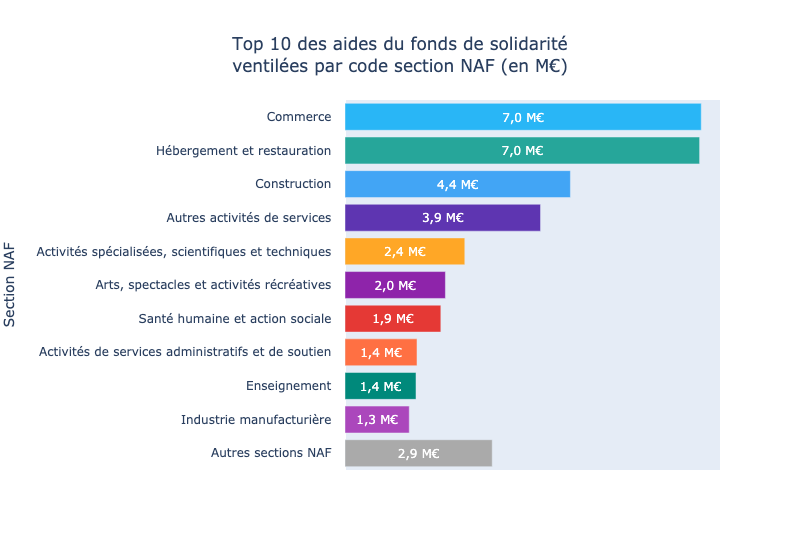 Top 10 des aides du fonds de solidarité
ventilées par code section NAF (en M€)
Section NAF
Commerce 7,0 M€
Hébergement et restauration 7,0 M€
Construction 4,4 M€
Autres activités de services 3,9 M€
Activités spécialisées, scientifiques et techniques 2,4 M€
Arts, spectacles et activités récréatives 2,0 M€
Santé humaine et action sociale 1,9 M€
Activités de services administratifs et de soutien 1,4 M€
Enseignement 1,4 M€
Industrie manufacturière 1,3 M€
Autres sections NAF 2,9 M€